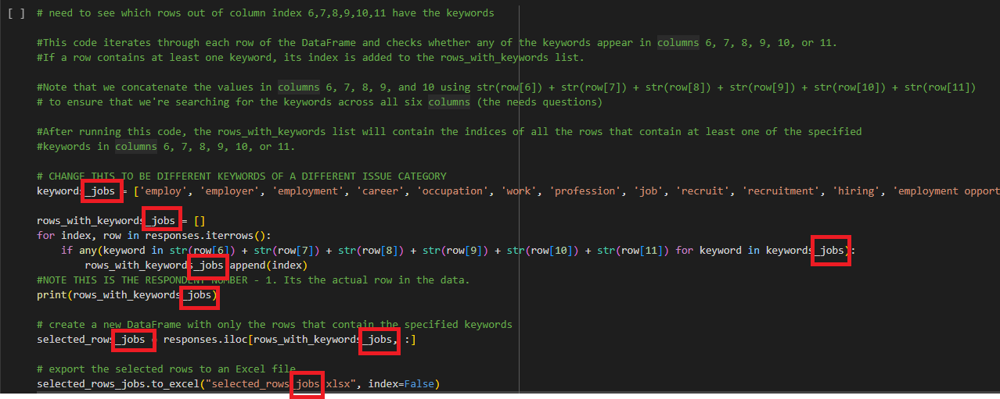 [ ] # need to see which rows out of column index 6,7,8,9,10,11 have the keywords
#This code iterates through each row of the DataFrame and checks whether any of the keywords appear in columns 6, 7, 8, 9, 10, or 11.
#If a row contains at least one keyword, its index is added to the rows_with_keywords list.
#Note that we concatenate the values in columns 6, 7, 8, 9, and 10 using str(row[6]) + str(row[7]) + str(row[8]) + str(row[9]) + str(row[10]) + str(row[11])
# to ensure that we're searching for the keywords across all six columns (the needs questions)
#After running this code, the rows_with_keywords list will contain the indices of all the rows that contain at least one of the specified
#keywords in columns 6, 7, 8, 9, 10, or 11.
# CHANGE THIS TO BE DIFFERENT KEYWORDS OF A DIFFERENT ISSUE CATEGORY
keywords_jobs = ['employ', 'employer', 'employment', 'career', 'occupation', 'work', 'profession', 'job', 'recruit', 'recruitment', 'hiring', 'employment opport
rows_with_keywords_jobs = []
for index, row in responses.iterrows():
if any(keyword in str(row[6]) + str(row[7]) + str(row[8]) + str(row[9]) + str(row[10]) + str(row[11]) for keyword in keywords_jobs):
rows_with_keywords_jobs.append(index)
#NOTE THIS IS THE RESPONDENT NUMBER - 1. Its the actual row in the data.
print(rows_with_keywords_jobs)
# create a new DataFrame with only the rows that contain the specified keywords
selected_rows_jobs = responses.iloc[rows_with_keywords_jobs, :]
# export the selected rows to an Excel file
selected_rows_jobs.to_excel("selected_rows_jobs.xlsx", index=False)